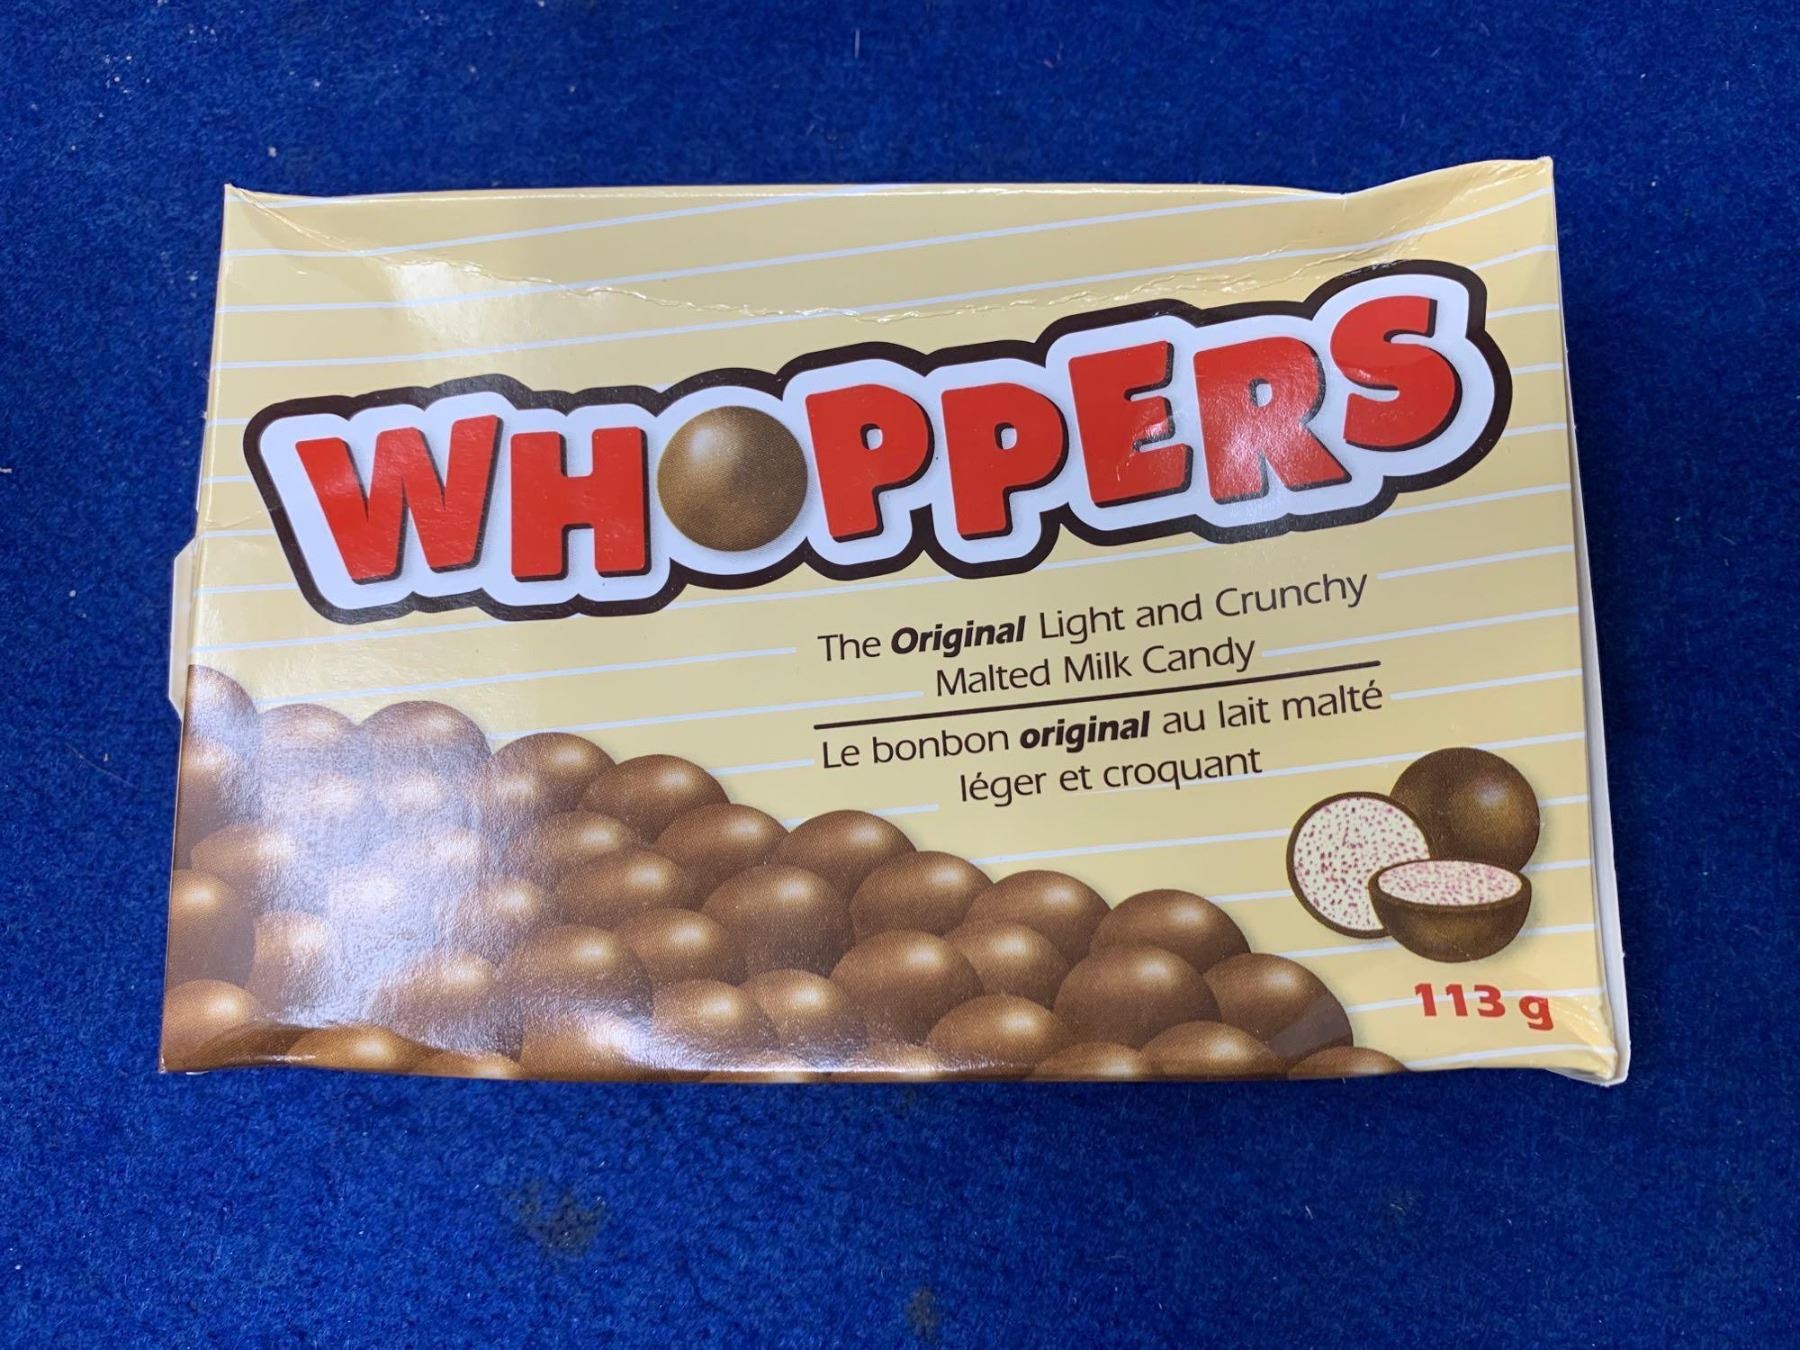 WHOPPERS
The Original Light and Crunchy
Malted Milk Candy
Le bonbon original au lait malté
léger et croquant
113 g